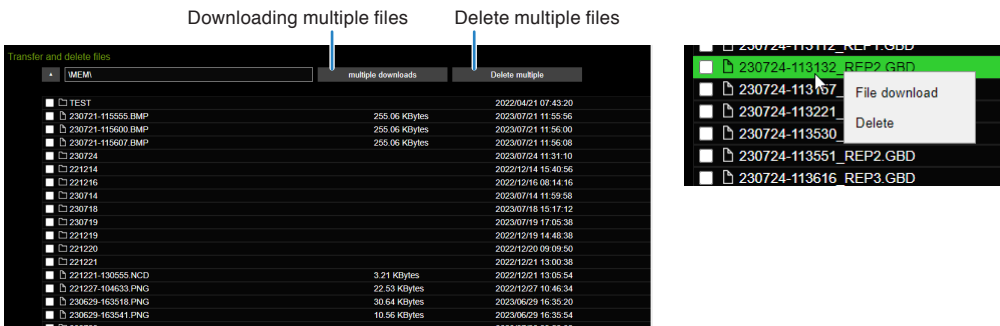 Downloading multiple files Delete multiple files
Transfer and delete files
\MEM\ multiple downloads Delete multiple
TEST 2022/04/21 07:43:20
230721-115555.BMP 255.06 KBytes 2023/07/21 11:55:56
230721-115600.BMP 255.06 KBytes 2023/07/21 11:56:00
230721-115607.BMP 255.06 KBytes 2023/07/21 11:56:08
230724 2023/07/24 11:31:10
221214 2022/12/14 15:40:56
221216 2022/12/16 08:14:16
230714 2023/07/14 11:59:58
230718 2023/07/18 15:17:12
230719 2023/07/19 17:05:38
221219 2022/12/19 14:48:38
221220 2022/12/20 09:09:50
221221 2022/12/21 13:00:38
221221-130555.NCD 3.21 KBytes 2022/12/21 13:05:54
221227-104633.PNG 22.53 KBytes 2022/12/27 10:46:34
230629-163518.PNG 30.64 KBytes 2023/06/29 16:35:20
230629-163541.PNG 10.56 KBytes 2023/06/29 16:35:54
230724-113112_REP1.GBD
230724-113132_REP2.GBD
230724-113157_
File download
230724-113221_
Delete
230724-113530_
230724-113551_REP2.GBD
230724-113616_REP3.GBD